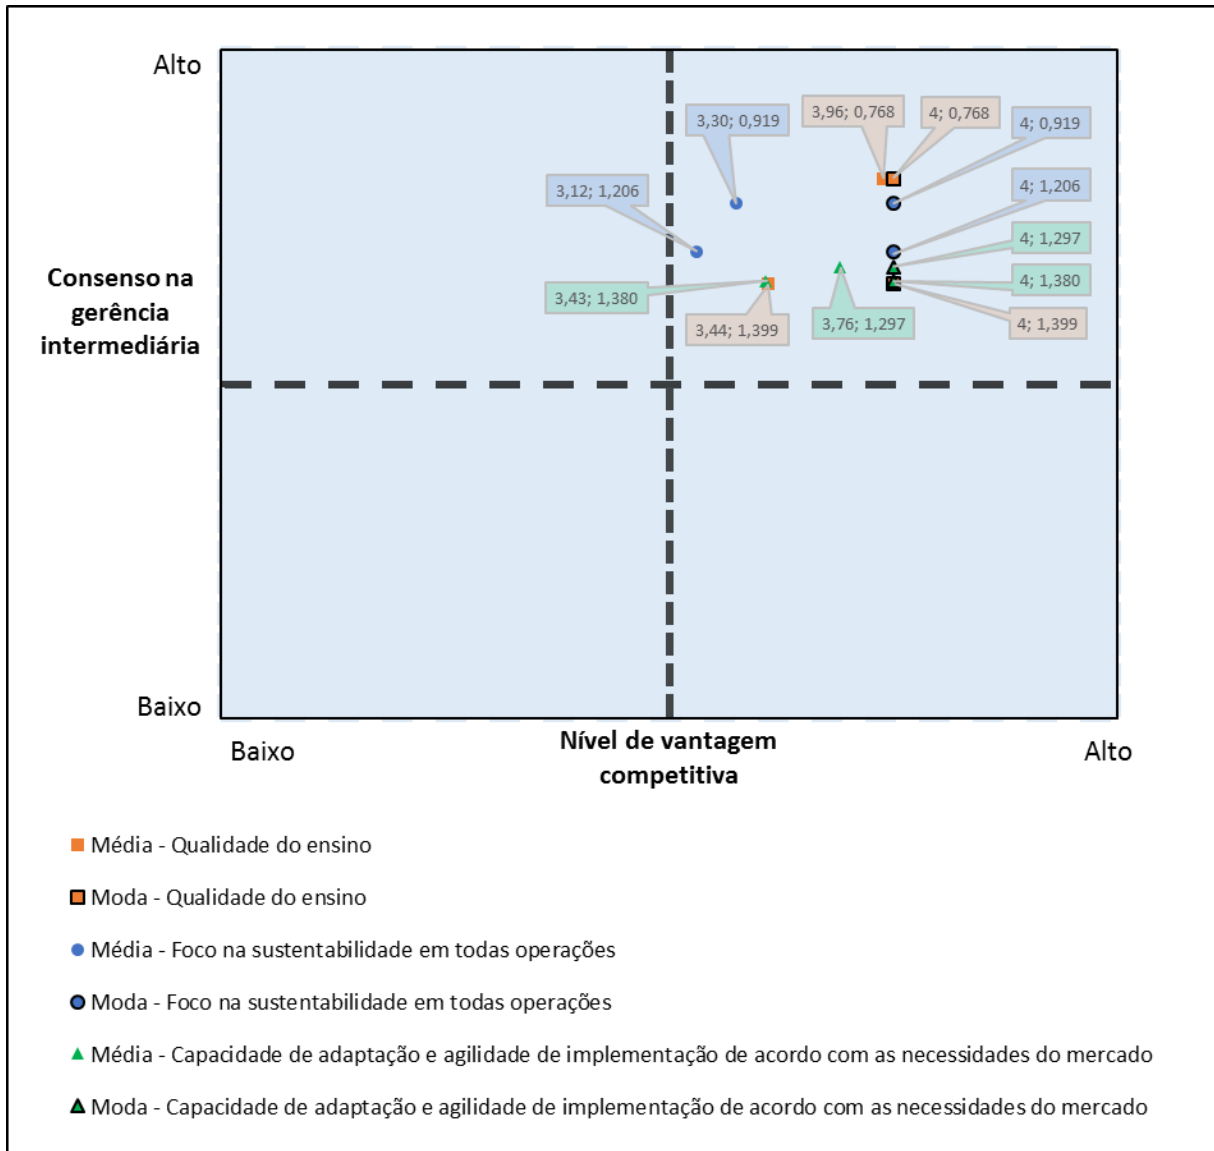 Alto
3,96; 0,768
4; 0,768
3,30; 0,919
4; 0,919
3,12; 1,206
4; 1,206
4; 1,297
Consenso na
gerência
intermediária
3,43; 1,380
4; 1,380
3,44; 1,399
3,76; 1,297
4; 1,399
Baixo
Baixo
Nível de vantagem
competitiva
Alto
Média - Qualidade do ensino
Moda - Qualidade do ensino
Média - Foco na sustentabilidade em todas operações
Moda - Foco na sustentabilidade em todas operações
Média - Capacidade de adaptação e agilidade de implementação de acordo com as necessidades do mercado
Moda - Capacidade de adaptação e agilidade de implementação de acordo com as necessidades do mercado